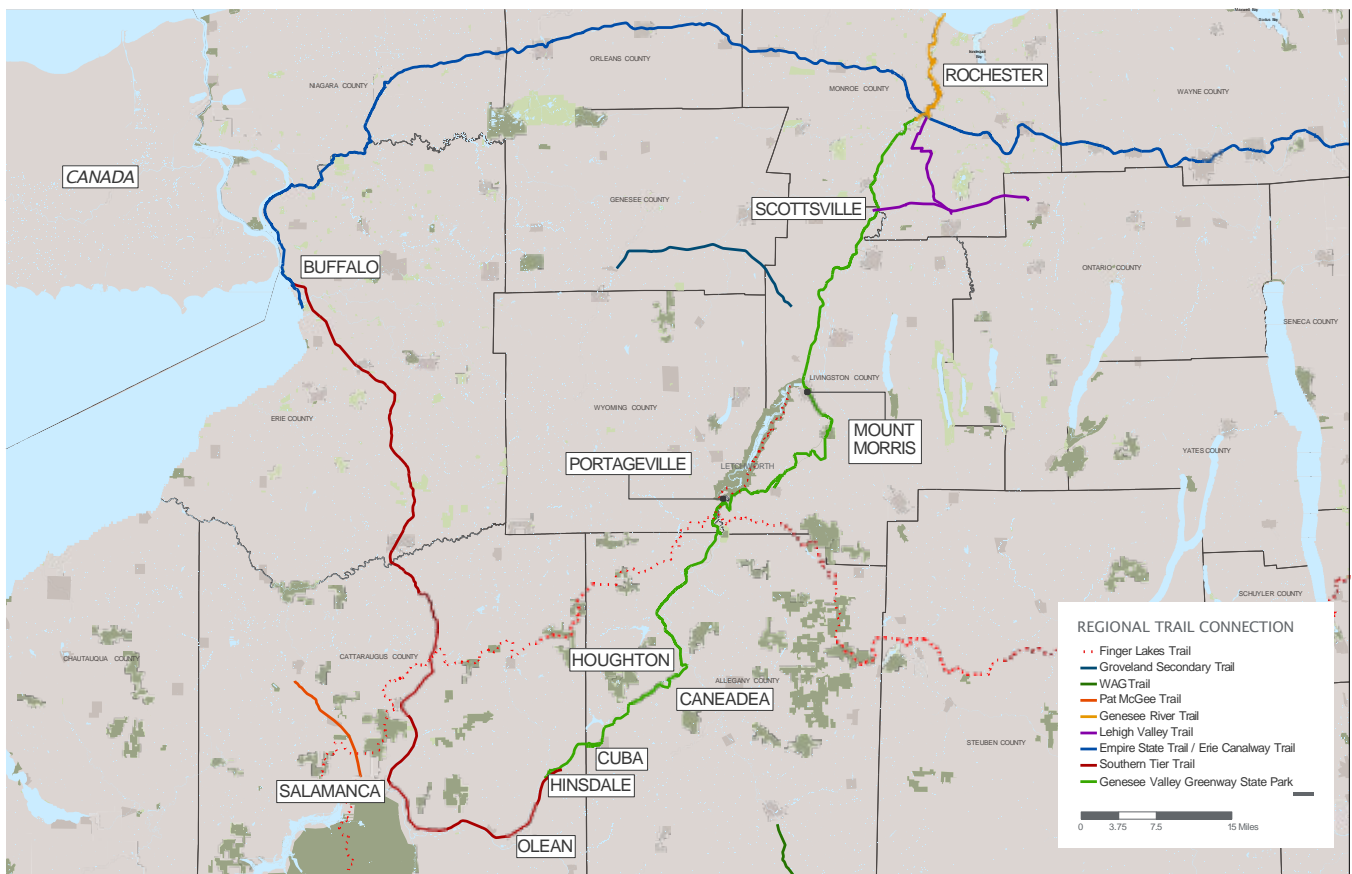 ORLEANS COUNTY
NIAGARA COUNTY
MONROE COUNTY
ROCHESTER
WAYNE COUNTY
CANADA
GENESEE COUNTY
SCOTTSVILLE
BUFFALO
ONTARIO COUNTY
SENECA COUNTY
LIVINGSTON COUNTY
WYOMING COUNTY
ERIE COUNTY
MOUNT
MORRIS
PORTAGEVILLE
LETCHWORTH
YATES COUNTY
SCHUYLER COUNTY
CHAUTAUQUA COUNTY
CATTARAUGUS COUNTY
HOUGHTON
ALLEGANY COUNTY
CANEADEA
STEUBEN COUNTY
CUBA
HINSDALE
SALAMANCA
OLEAN
REGIONAL TRAIL CONNECTION
Finger Lakes Trail
Groveland Secondary Trail
WAG Trail
Pat McGee Trail
Genesee River Trail
Lehigh Valley Trail
Empire State Trail / Erie Canalway Trail
Southern Tier Trail
Genesee Valley Greenway State Park
0 3.75 7.5 15 Miles